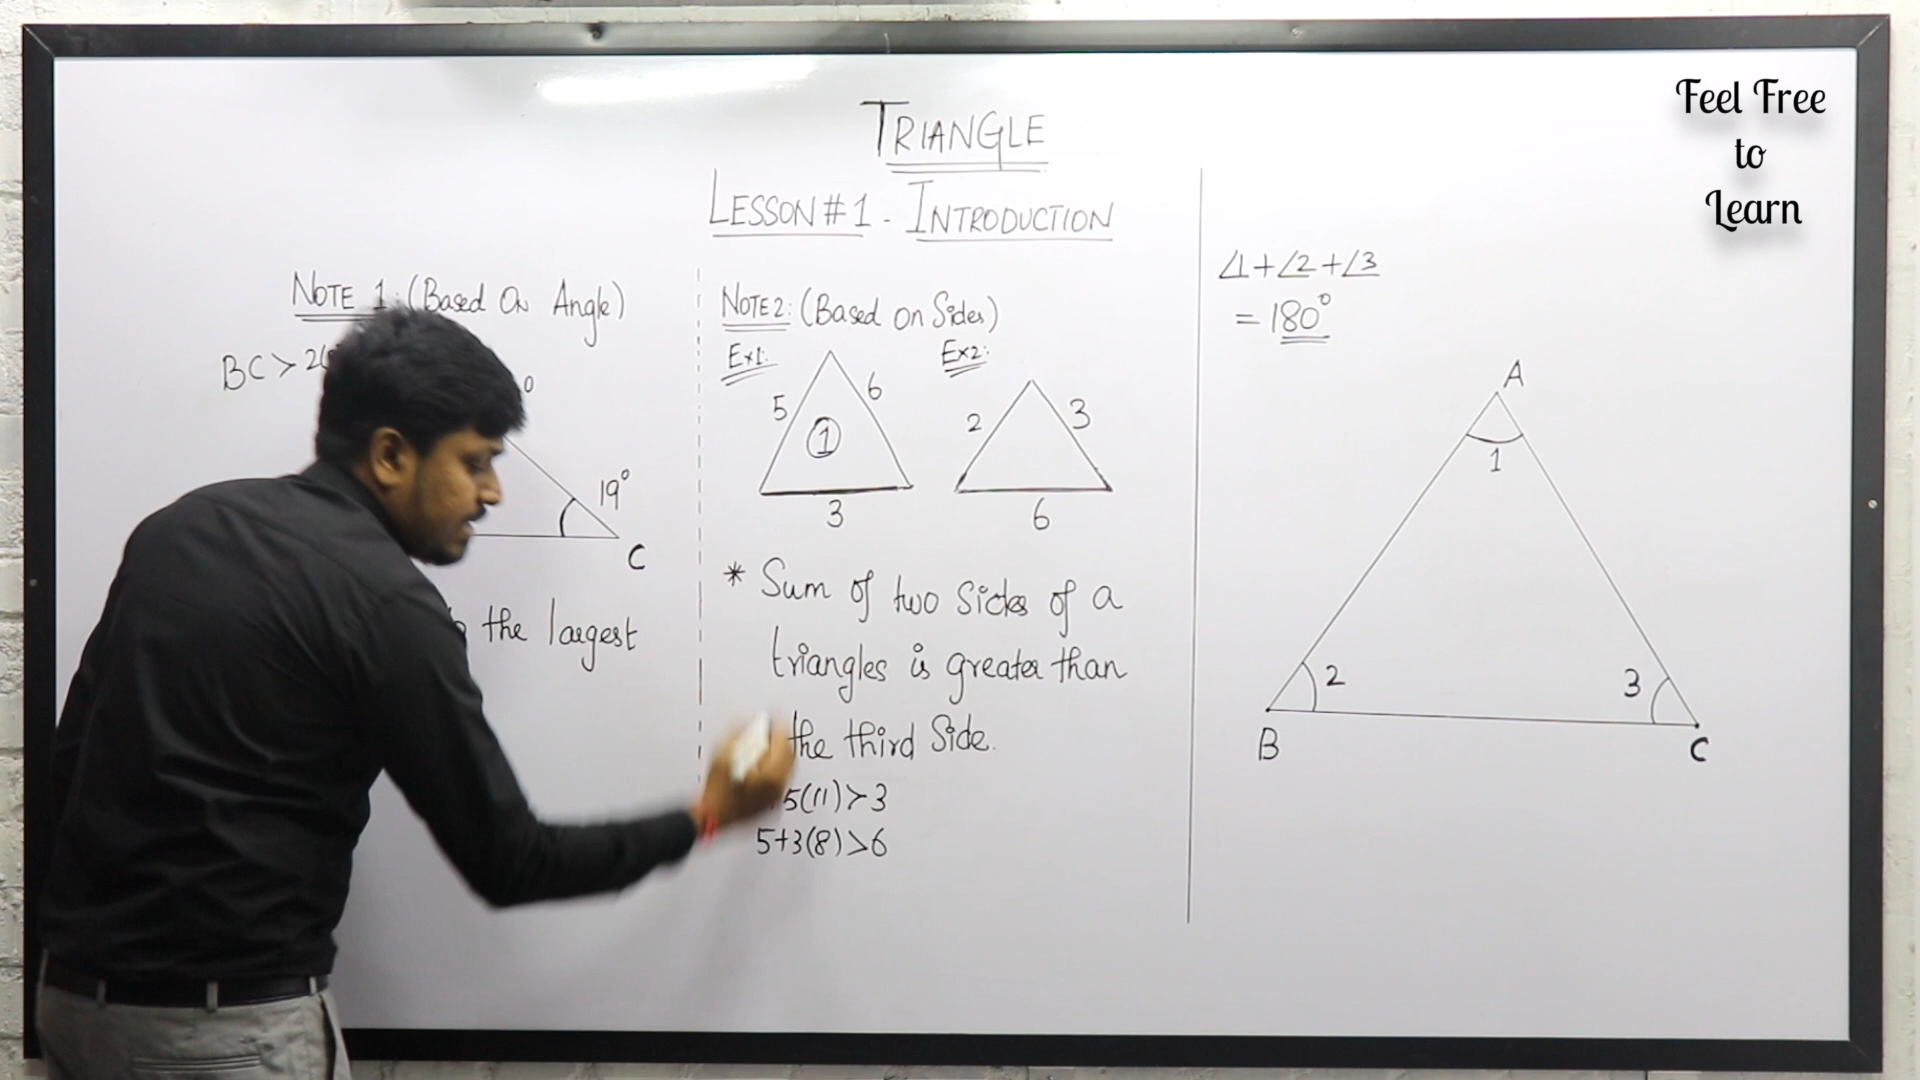 Feel Free
to
Learn
TRIANGLE
LESSON #1 - INTRODUCTION
NOTE 1: (Based On Angle)
BC >
19°
C
the largest
NOTE 2: (Based on Sides)
Ex1:
5
6
1
3
Ex2:
2
3
6
* Sum of two sides of a
triangles is greater than
the third Side.
5(11)>3
5+3(8)>6
∠1+∠2+∠3
= 180°
A
1
2
3
B
C